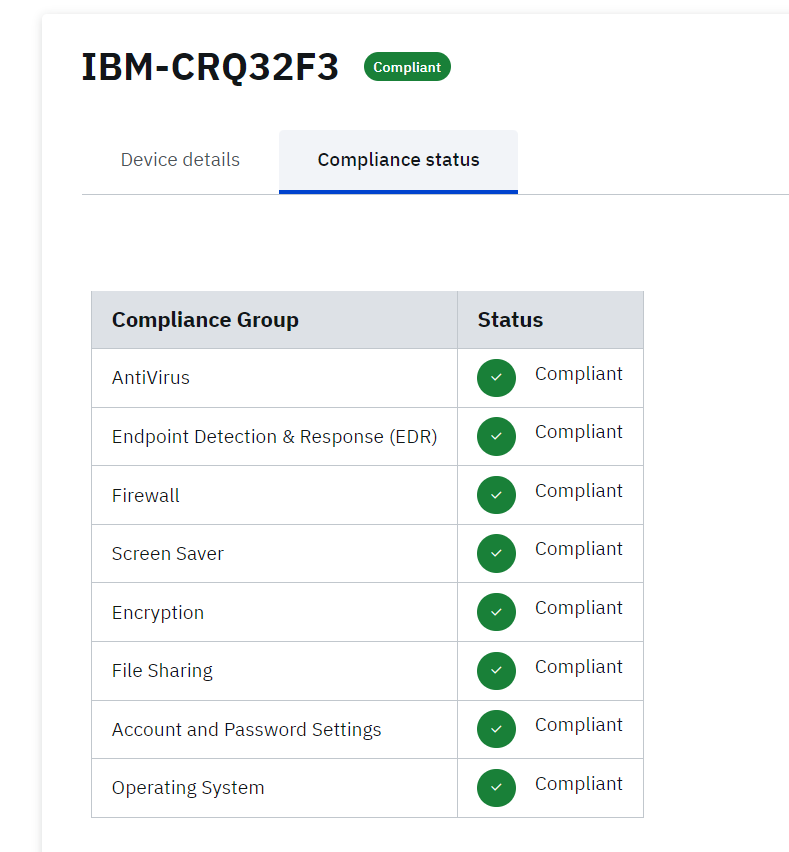 IBM-CRQ32F3 Compliant
Device details Compliance status
Compliance Group Status
AntiVirus Compliant
Endpoint Detection & Response (EDR) Compliant
Firewall Compliant
Screen Saver Compliant
Encryption Compliant
File Sharing Compliant
Account and Password Settings Compliant
Operating System Compliant